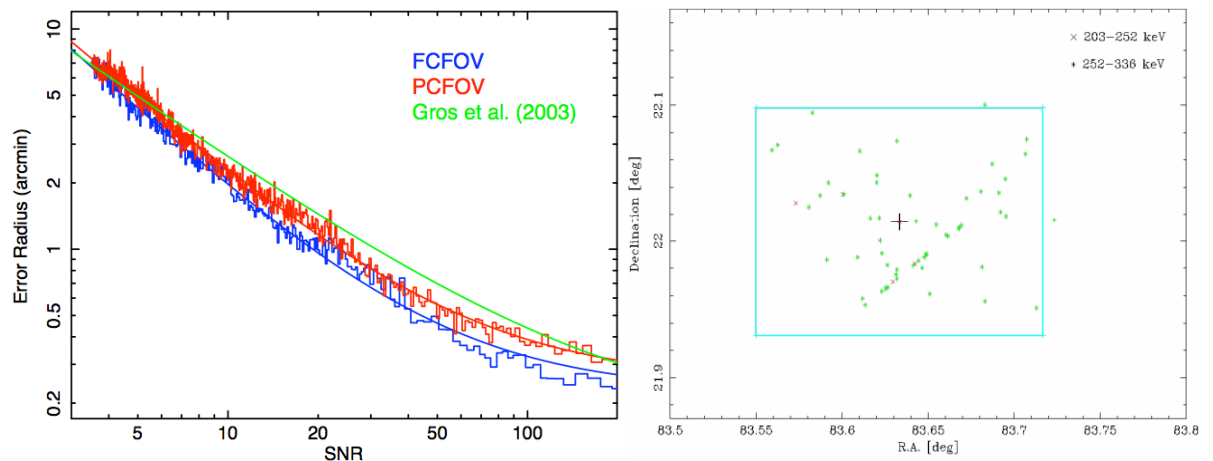 10
5
2
1
0.5
0.2
Error Radius (arcmin)
FCFOV
PCFOV
Gros et al. (2003)
5
10
20
50
100
SNR
× 203−252 keV
* 252−336 keV
22.1
22
21.9
Declination [deg]
83.5
83.55
83.6
83.65
83.7
83.75
83.8
R.A. [deg]